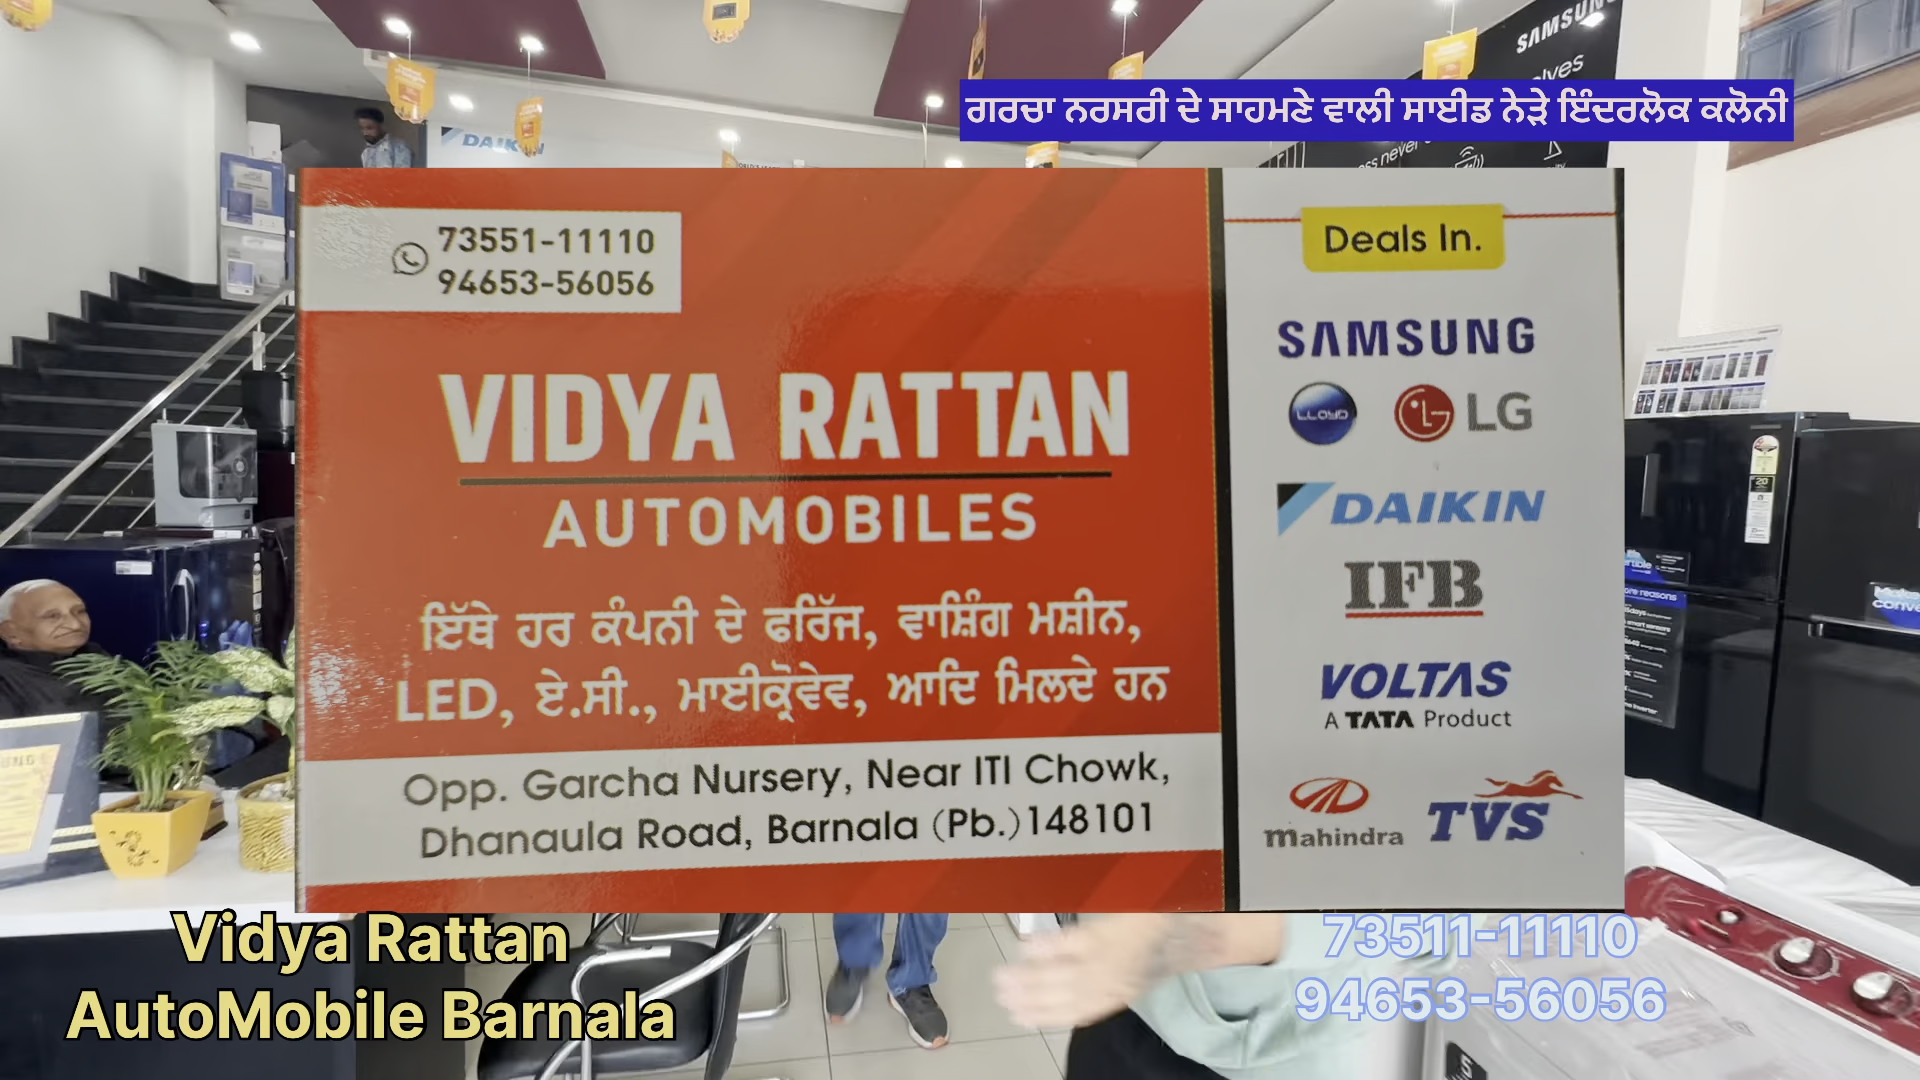 SAMSUNG
ਗਰਚਾ ਨਰਸਰੀ ਦੇ ਸਾਹਮਣੇ ਵਾਲੀ ਸਾਈਡ ਨੇੜੇ ਇੰਦਰਲੋਕ ਕਲੋਨੀ
DAIKIN
73551-11110
94653-56056
VIDYA RATTAN
AUTOMOBILES
ਇੱਥੇ ਹਰ ਕੰਪਨੀ ਦੇ ਫਰਿੱਜ, ਵਾਸ਼ਿੰਗ ਮਸ਼ੀਨ,
LED, ਏ.ਸੀ., ਮਾਈਕ੍ਰੋਵੇਵ, ਆਦਿ ਮਿਲਦੇ ਹਨ
Opp. Garcha Nursery, Near ITI Chowk,
Dhanaula Road, Barnala (Pb.)148101
Deals In.
SAMSUNG
LLOYD
LG
DAIKIN
IFB
VOLTAS
A TATA Product
mahindra TVS
Vidya Rattan
AutoMobile Barnala
73511-11110
94653-56056